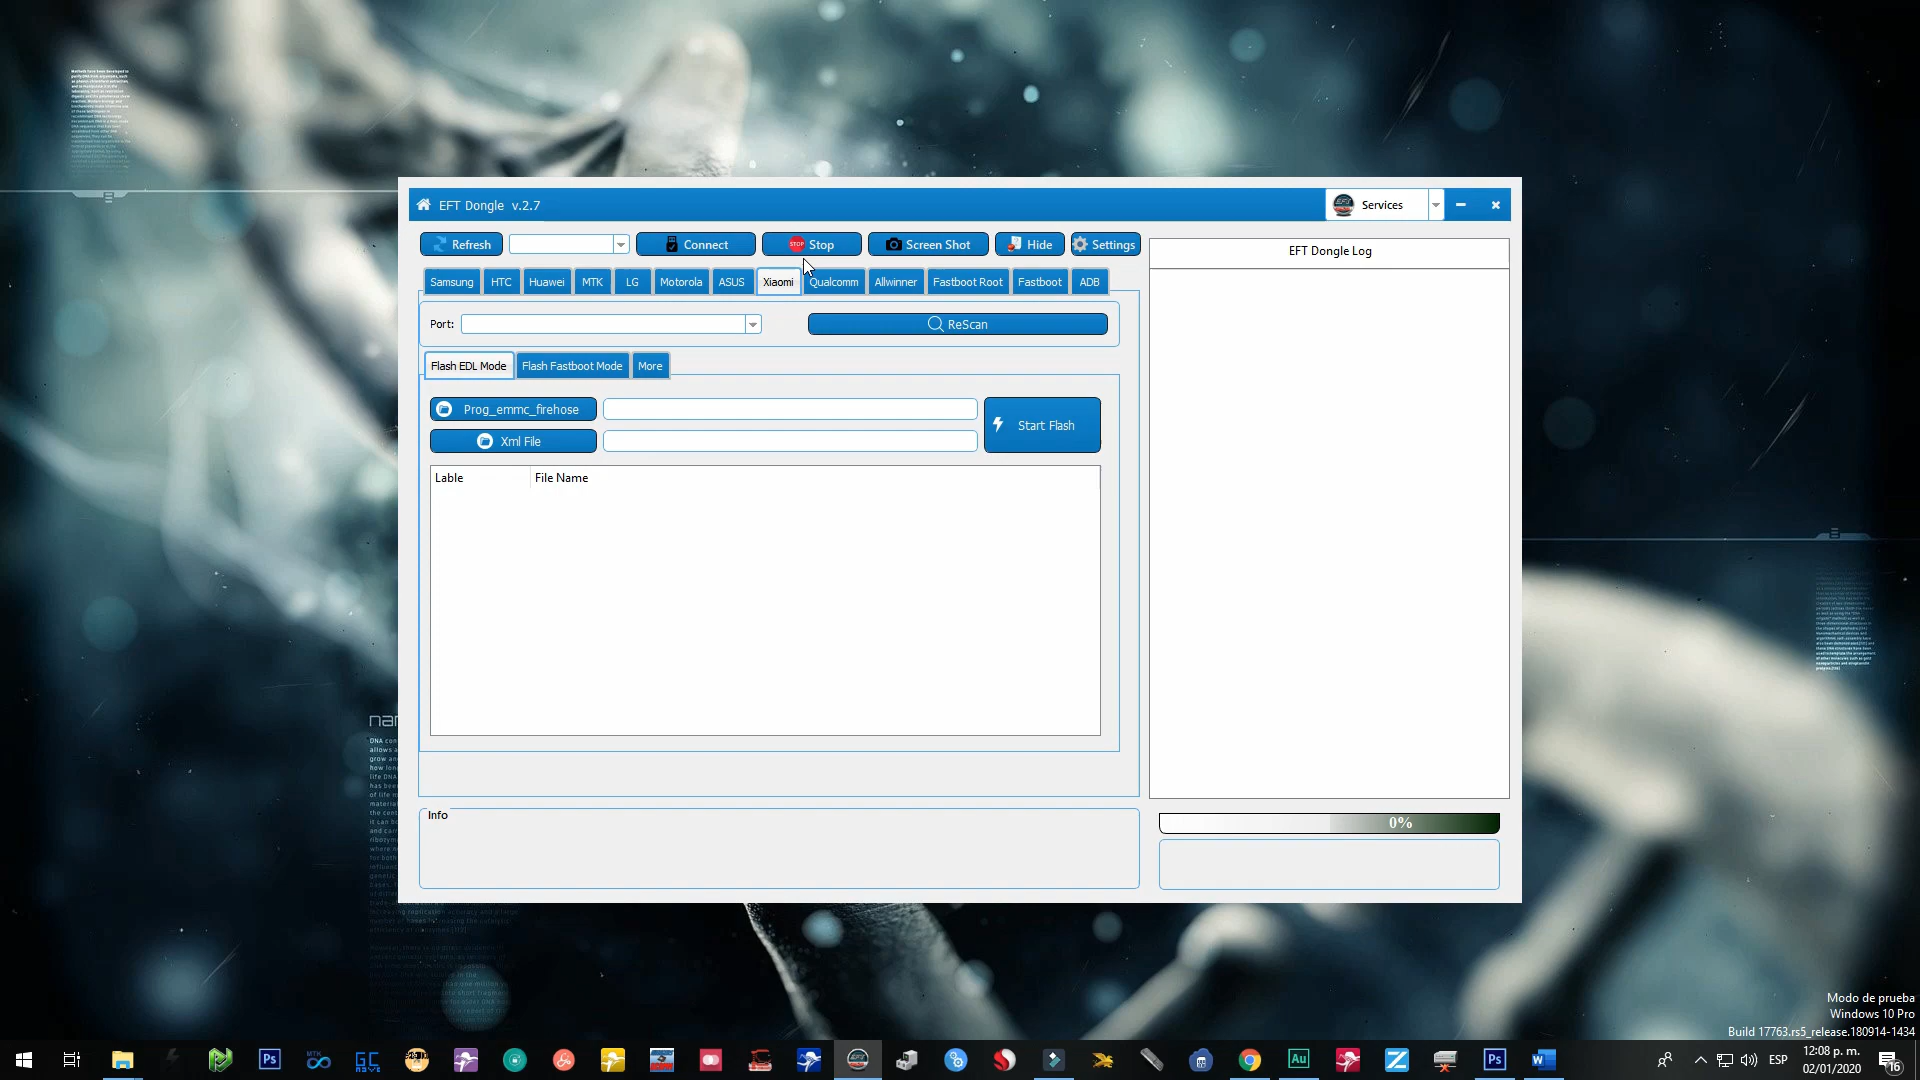 EFT Dongle v.2.7
Services
Refresh
Connect
STOP Stop
Screen Shot
Hide
Settings
EFT Dongle Log
Samsung
HTC
Huawei
MTK
LG
Motorola
ASUS
Xiaomi
Qualcomm
Allwinner
Fastboot Root
Fastboot
ADB
Port:
ReScan
Flash EDL Mode
Flash Fastboot Mode
More
Prog_emmc_firehose
Start Flash
Xml File
Lable
File Name
Info
0%
Modo de prueba
Windows 10 Pro
Build 17763.rs5_release.180914-1434
ESP
12:08 p. m.
02/01/2020
16